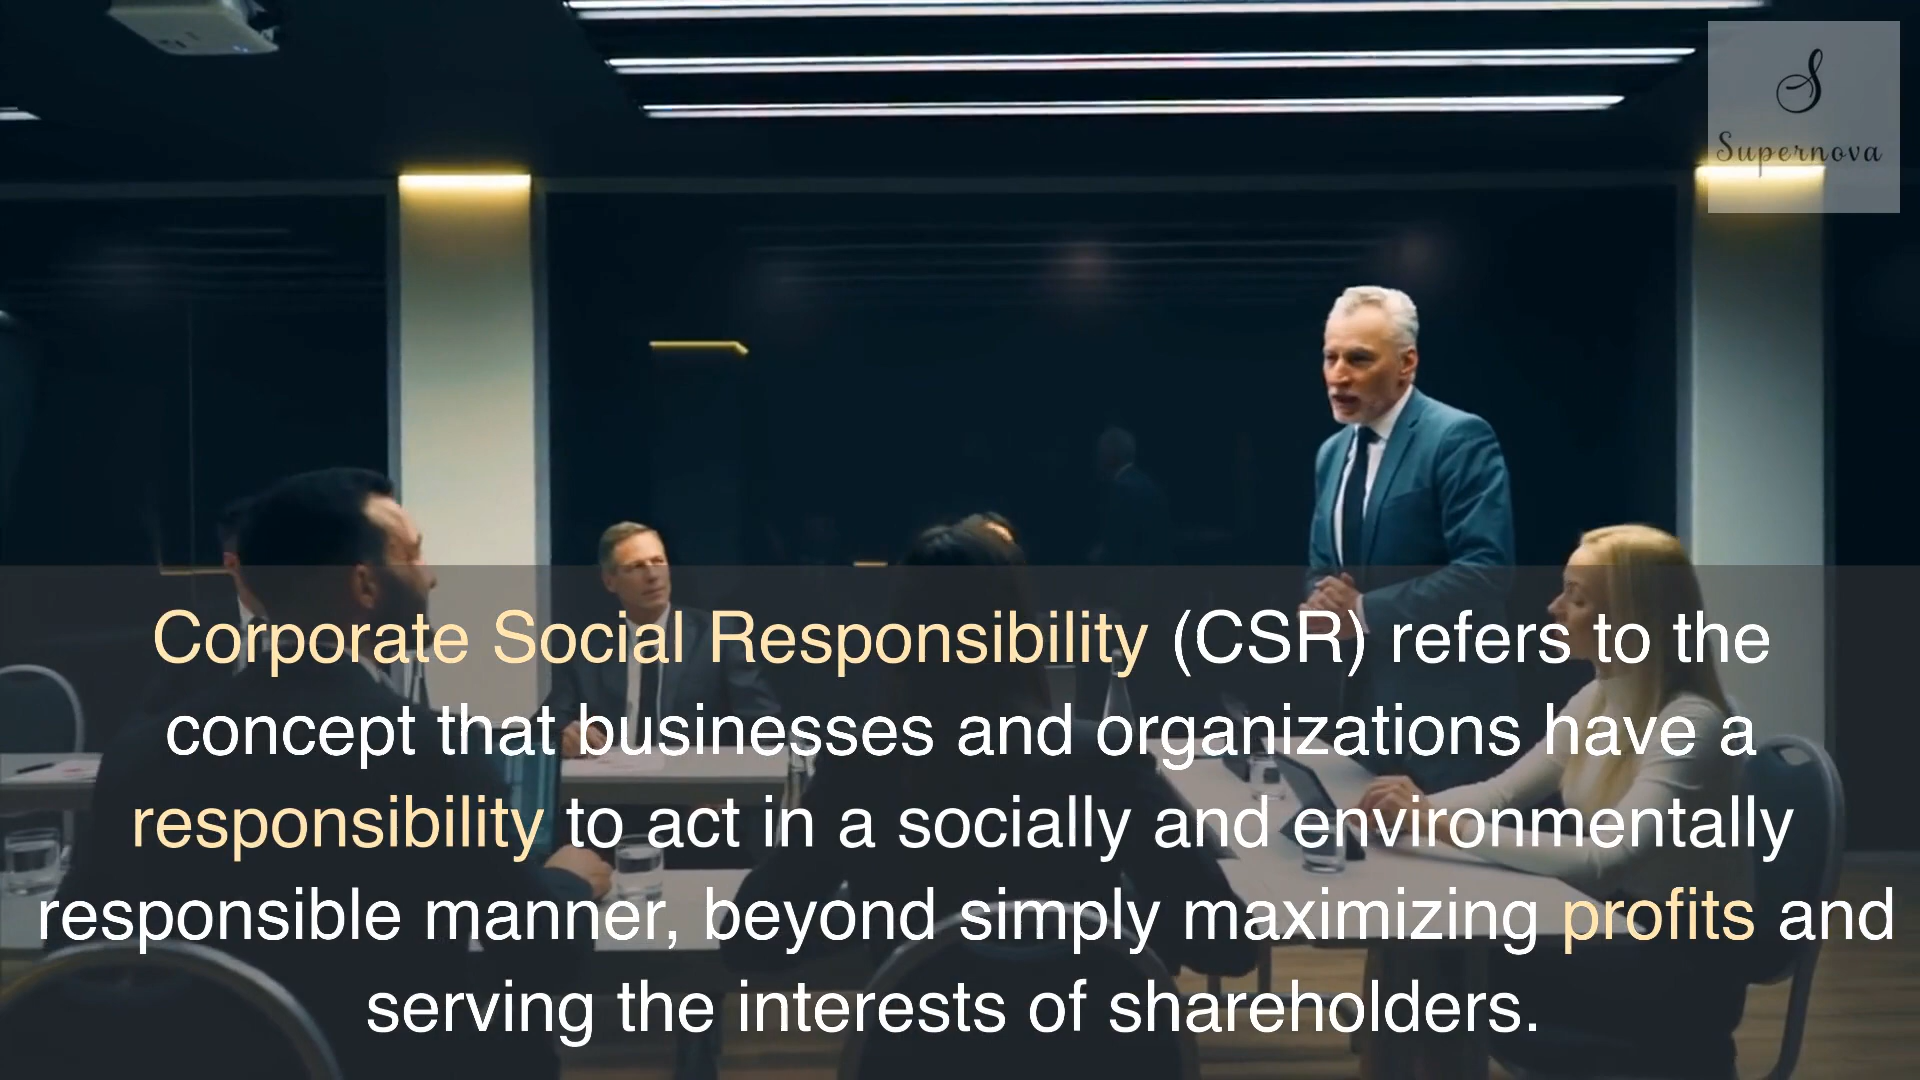 S
Supernova
Corporate Social Responsibility (CSR) refers to the
concept that businesses and organizations have a
responsibility to act in a socially and environmentally
responsible manner, beyond simply maximizing profits and
serving the interests of shareholders.